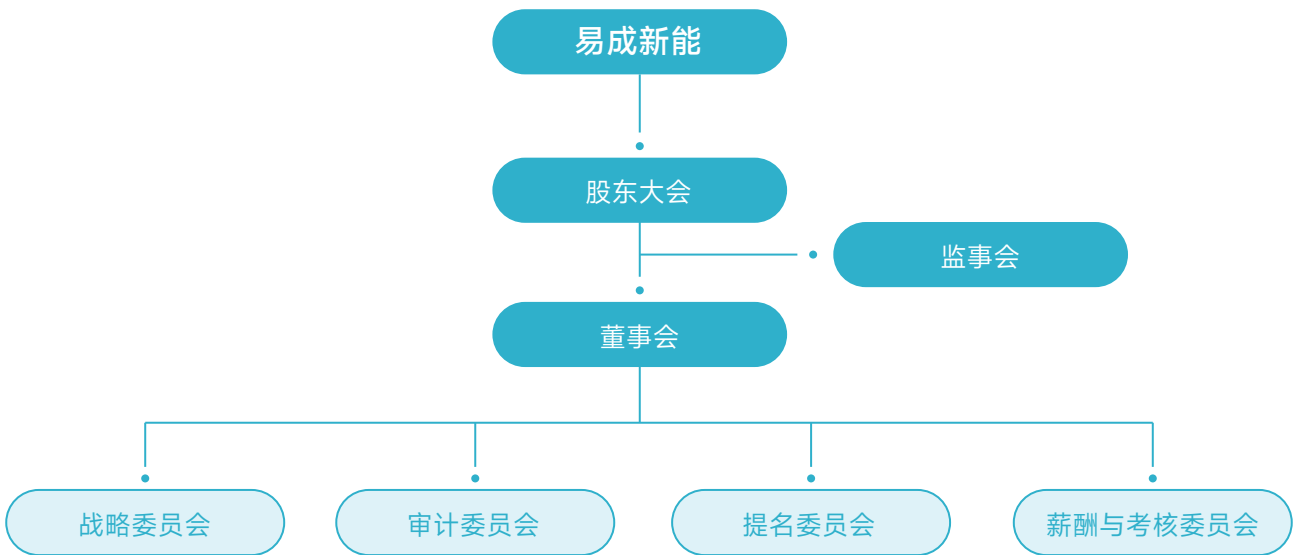 易成新能
股东大会
监事会
董事会
战略委员会
审计委员会
提名委员会
薪酬与考核委员会